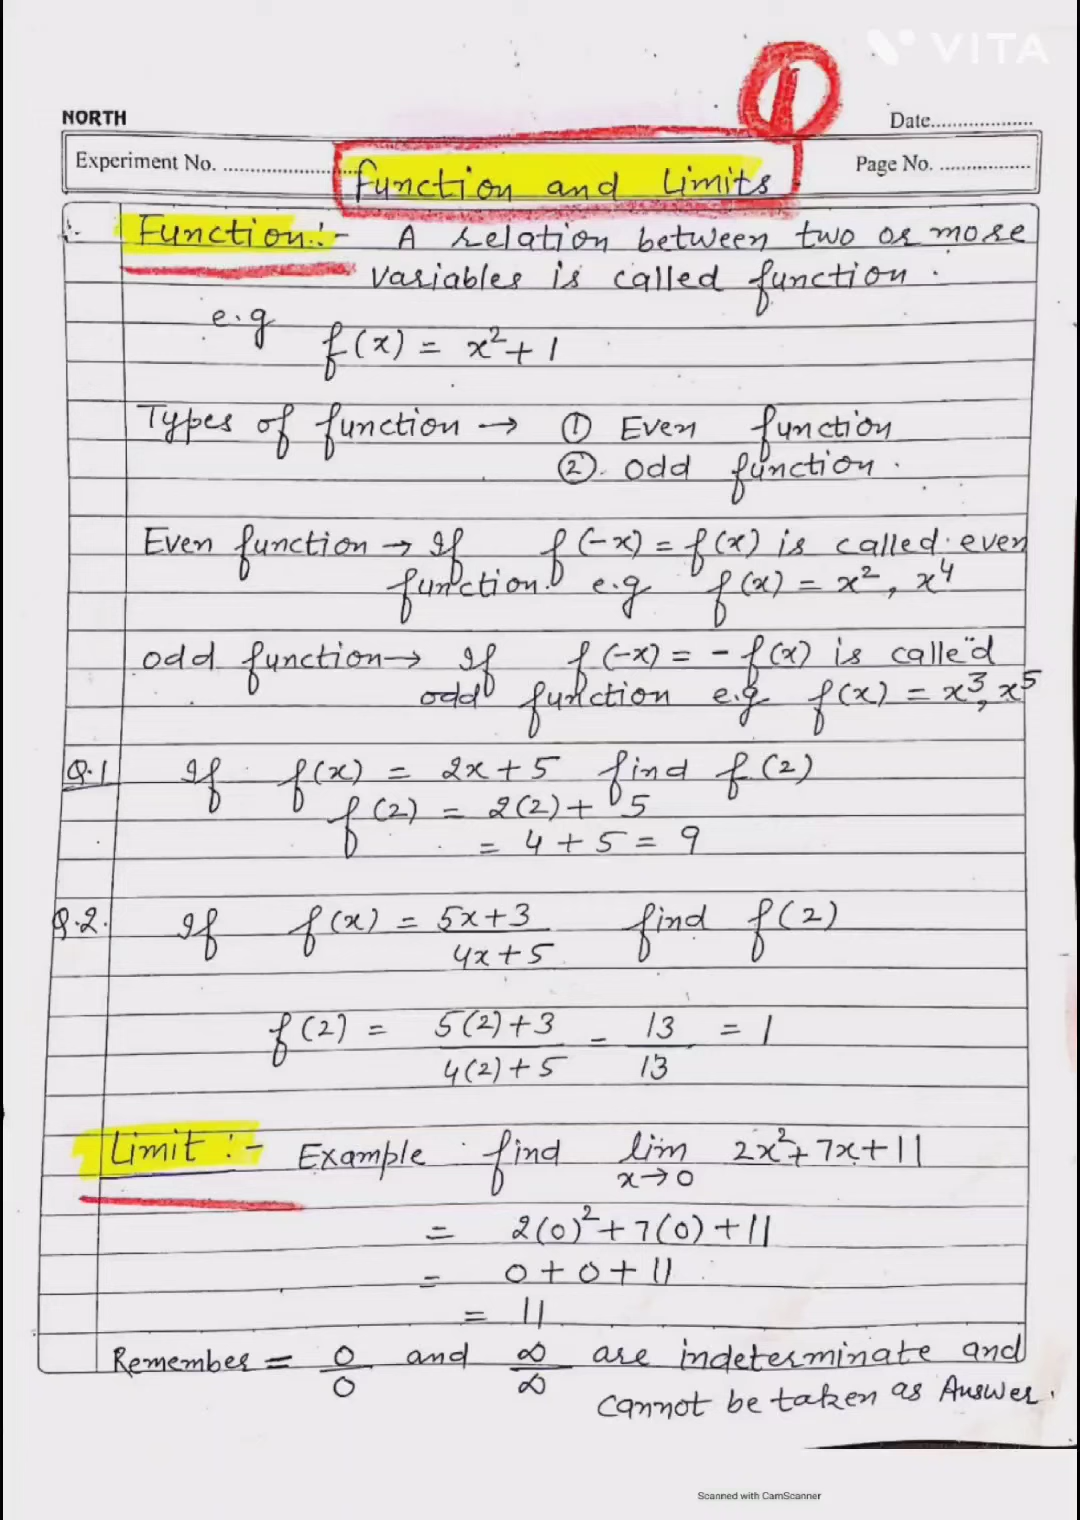 VITA
1
NORTH
Date..................
Experiment No. ........................
Function and Limits
Page No. ................
Function:- A relation between two or more
variables is called function.
e.g
f(x) = x²+1
Types of function → ① Even function
②. odd function.
Even function → If f(-x) = f(x) is called even
function. e.g f(x) = x², x⁴
odd function → If f(-x) = - f(x) is called
odd function e.g f(x) = x³, x⁵
Q.1 If f(x) = 2x+5 find f(2)
f(2) = 2(2)+5
= 4+5 = 9
Q.2. If f(x) = 5x+3 / 4x+5 find f(2)
f(2) = 5(2)+3 / 4(2)+5 = 13 / 13 = 1
Limit :- Example find lim x→0 2x²+7x+11
= 2(0)²+7(0)+11
= 0+0+11
= 11
Remember = 0/0 and ∞/∞ are indeterminate and
cannot be taken as Answer.
Scanned with CamScanner